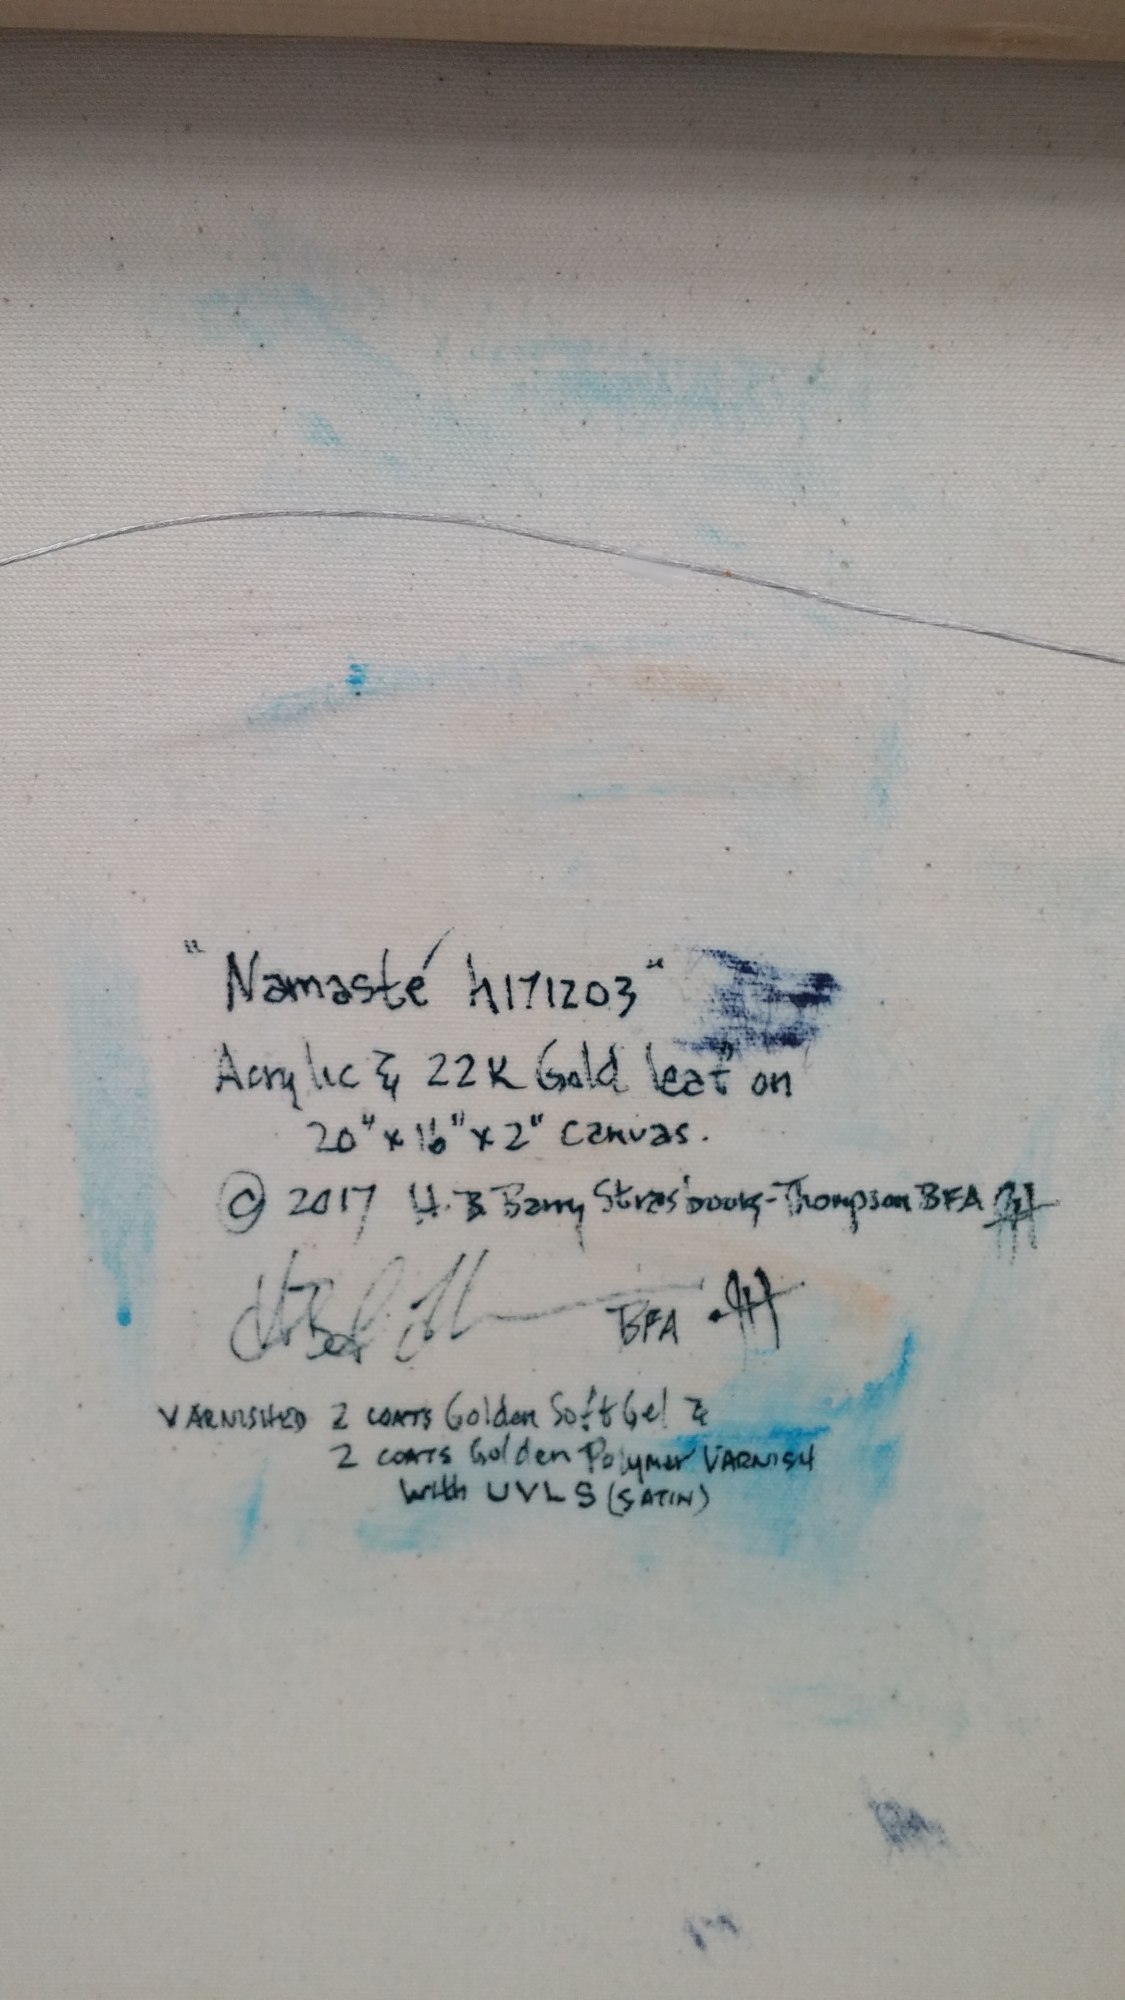 "Namasté h171203"
Acrylic & 22K Gold leaf on
20" x 16" x 2" canvas.
© 2017 H.B Barry Strasbourg-Thompson BFA
BFA
VARNISHED 2 COATS Golden Soft Gel &
2 COATS Golden Polymer VARNISH
with UVLS (SATIN)